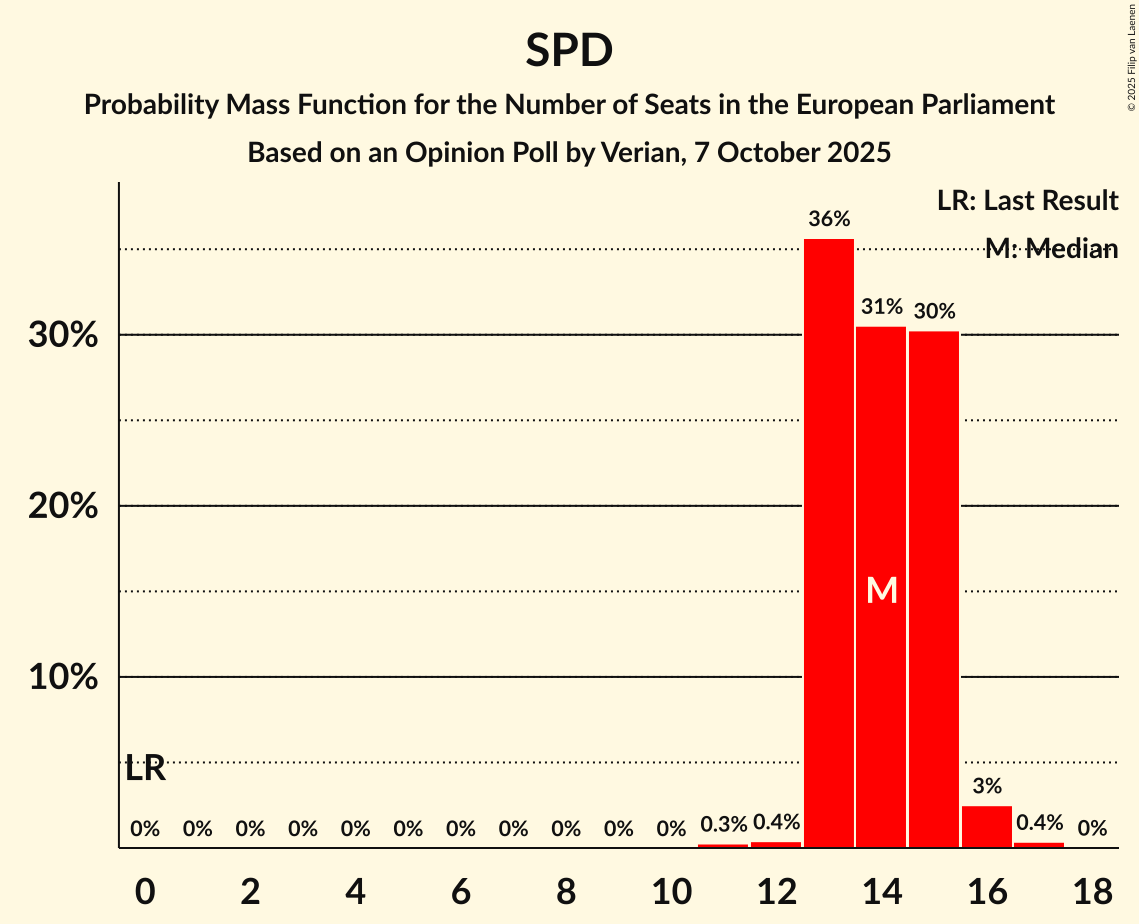 SPD
Probability Mass Function for the Number of Seats in the European Parliament
Based on an Opinion Poll by Verian, 7 October 2025
© 2025 Filip van Laenen
LR: Last Result
M: Median
36%
31%
30%
30%
20%
M
10%
LR
0% 0% 0% 0% 0% 0% 0% 0% 0% 0% 0% 0.3% 0.4% 3% 0.4% 0%
0 2 4 6 8 10 12 14 16 18